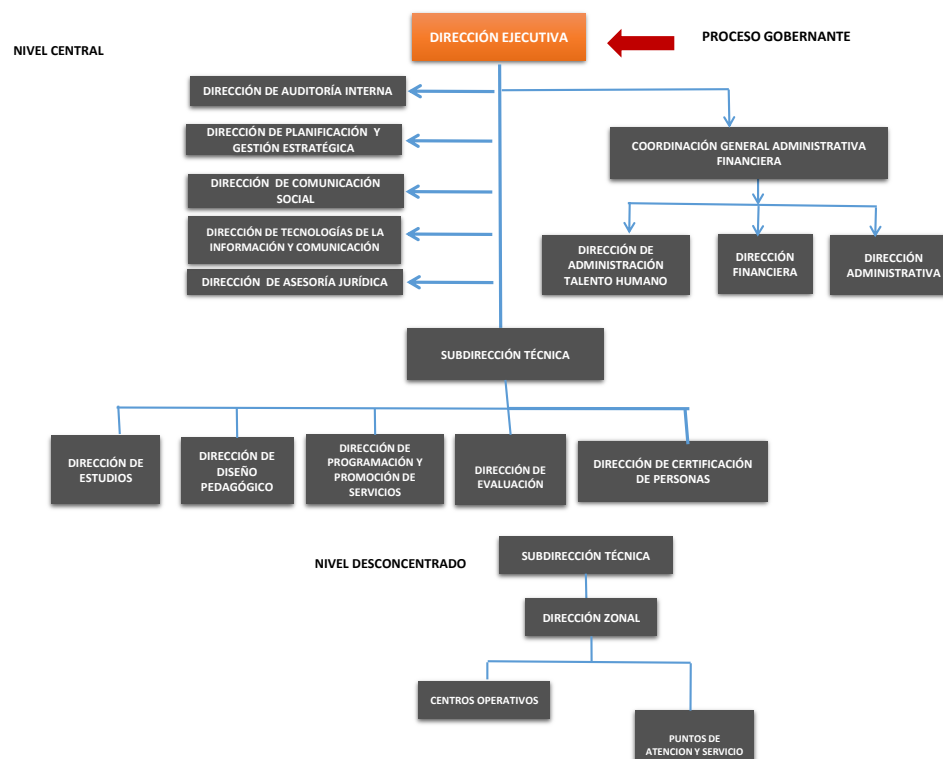 DIRECCIÓN EJECUTIVA
PROCESO GOBERNANTE
NIVEL CENTRAL
DIRECCIÓN DE AUDITORÍA INTERNA
DIRECCIÓN DE PLANIFICACIÓN Y
GESTIÓN ESTRATÉGICA
DIRECCIÓN DE COMUNICACIÓN
SOCIAL
DIRECCIÓN DE TECNOLOGÍAS DE LA
INFORMACIÓN Y COMUNICACIÓN
DIRECCIÓN DE ASESORÍA JURÍDICA
COORDINACIÓN GENERAL ADMINISTRATIVA
FINANCIERA
DIRECCIÓN DE
ADMINISTRACIÓN
TALENTO HUMANO
DIRECCIÓN
FINANCIERA
DIRECCIÓN
ADMINISTRATIVA
SUBDIRECCIÓN TÉCNICA
DIRECCIÓN DE
ESTUDIOS
DIRECCIÓN DE
DISEÑO
PEDAGÓGICO
DIRECCIÓN DE
PROGRAMACIÓN Y
PROMOCIÓN DE
SERVICIOS
DIRECCIÓN DE
EVALUACIÓN
DIRECCIÓN DE CERTIFICACIÓN
DE PERSONAS
NIVEL DESCONCENTRADO
SUBDIRECCIÓN TÉCNICA
DIRECCIÓN ZONAL
CENTROS OPERATIVOS
PUNTOS DE
ATENCION Y SERVICIO